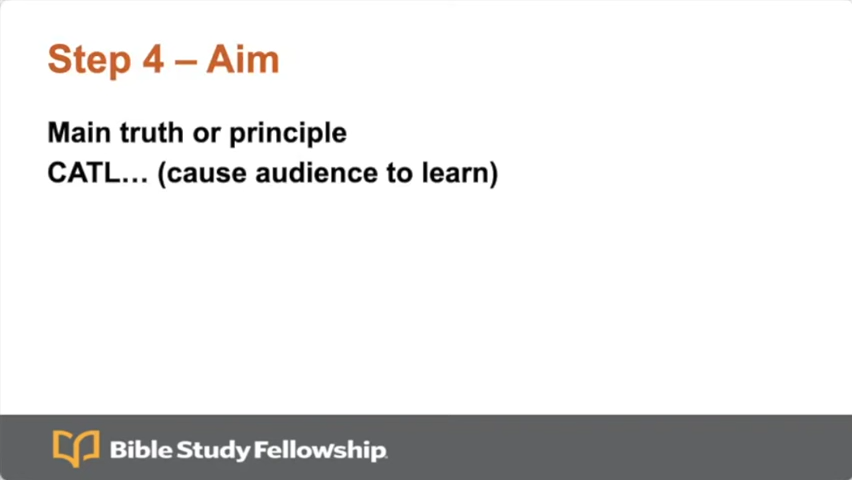 Step 4 – Aim
Main truth or principle
CATL… (cause audience to learn)
Bible Study Fellowship